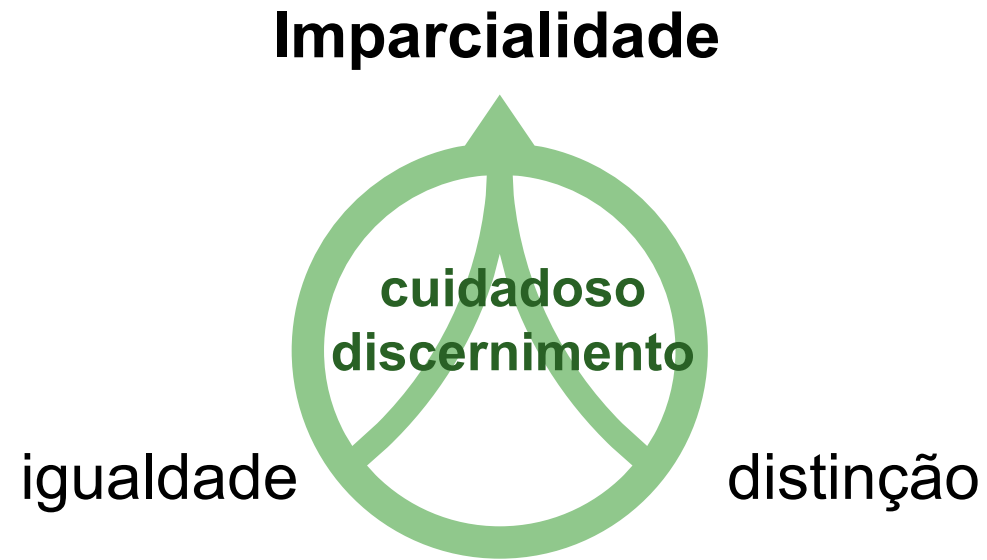 Imparcialidade
cuidadoso
discernimento
igualdade
distinção